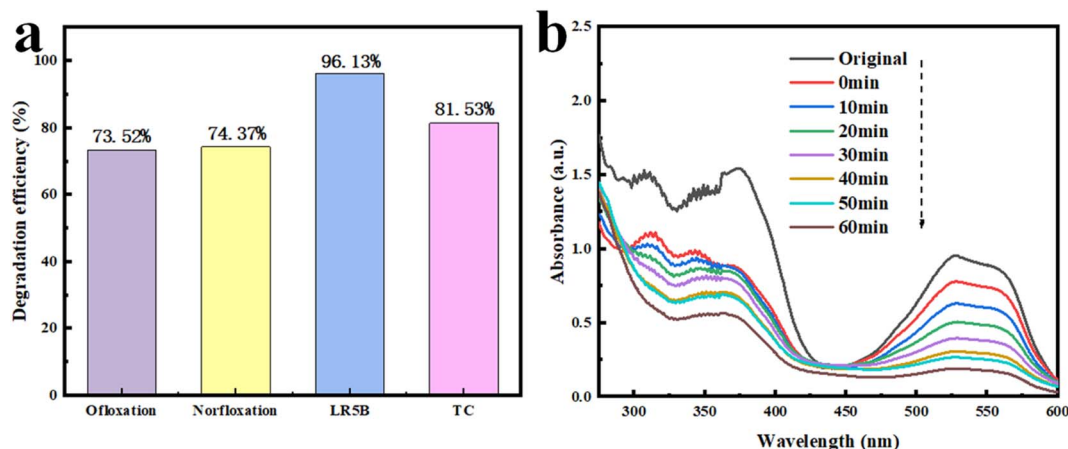 a
Degradation efficiency (%)
100
80
60
40
20
0
73.52%
74.37%
96.13%
81.53%
Ofloxation
Norfloxation
LR5B
TC
b
Absorbance (a.u.)
2.5
2.0
1.5
1.0
0.5
0.0
Original
0min
10min
20min
30min
40min
50min
60min
300
350
400
450
500
550
600
Wavelength (nm)